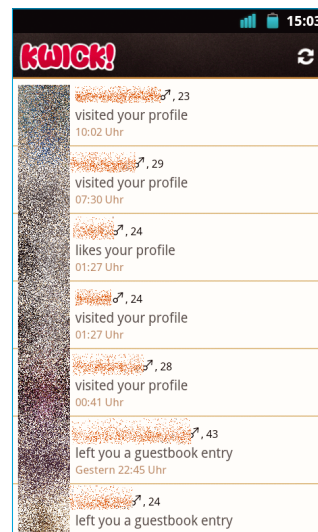 15:03
KWICK!
♂, 23
visited your profile
10:02 Uhr
♂, 29
visited your profile
07:30 Uhr
♂, 24
likes your profile
01:27 Uhr
♂, 24
visited your profile
01:27 Uhr
♂, 28
visited your profile
00:41 Uhr
♂, 43
left you a guestbook entry
Gestern 22:45 Uhr
♂, 24
left you a guestbook entry